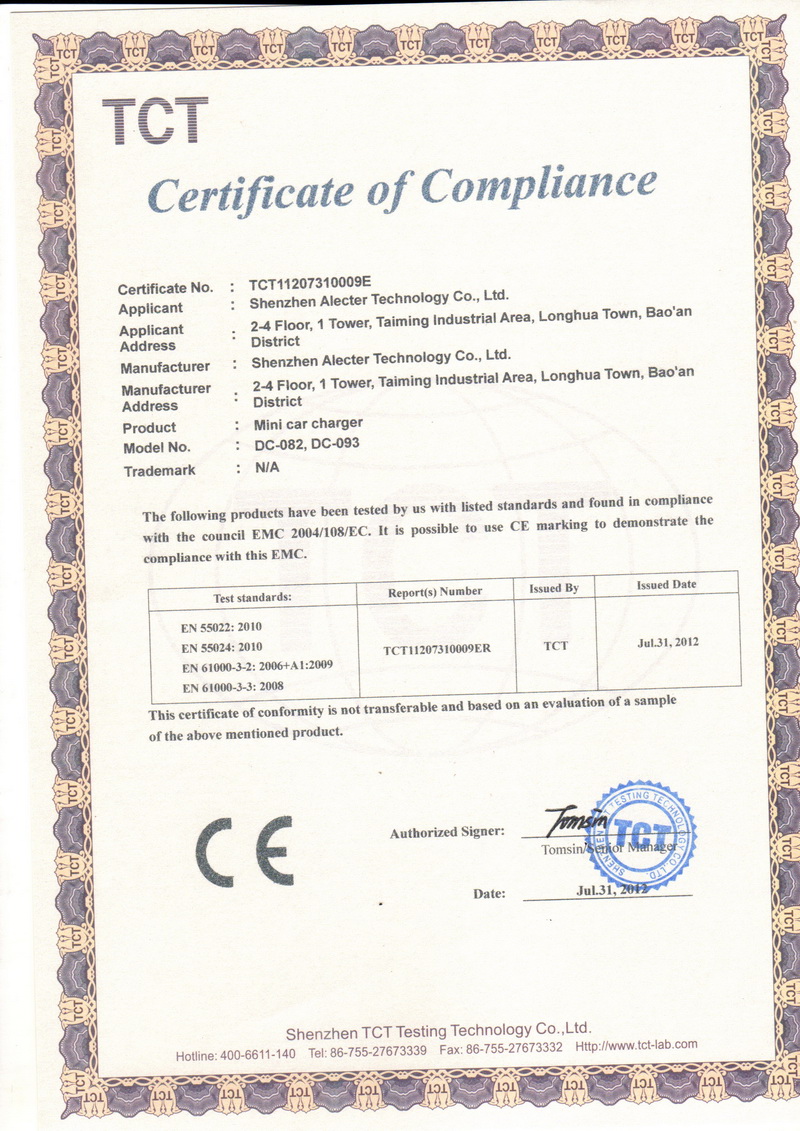 TCT
Certificate of Compliance
Certificate No. : TCT11207310009E
Applicant : Shenzhen Alecter Technology Co., Ltd.
Applicant Address : 2-4 Floor, 1 Tower, Taiming Industrial Area, Longhua Town, Bao'an
District
Manufacturer : Shenzhen Alecter Technology Co., Ltd.
Manufacturer Address : 2-4 Floor, 1 Tower, Taiming Industrial Area, Longhua Town, Bao'an
District
Product : Mini car charger
Model No. : DC-082, DC-093
Trademark : N/A
The following products have been tested by us with listed standards and found in compliance
with the council EMC 2004/108/EC. It is possible to use CE marking to demonstrate the
compliance with this EMC.
Test standards: Report(s) Number Issued By Issued Date
EN 55022: 2010
EN 55024: 2010
EN 61000-3-2: 2006+A1:2009
EN 61000-3-3: 2008
TCT11207310009ER TCT Jul.31, 2012
This certificate of conformity is not transferable and based on an evaluation of a sample
of the above mentioned product.
CE
Authorized Signer: Tomsin
Tomsin/Senior Manager
SHENZHEN TCT TESTING TECHNOLOGY CO.,LTD.
TCT
Date: Jul.31, 2012
Shenzhen TCT Testing Technology Co.,Ltd.
Hotline: 400-6611-140 Tel: 86-755-27673339 Fax: 86-755-27673332 Http://www.tct-lab.com